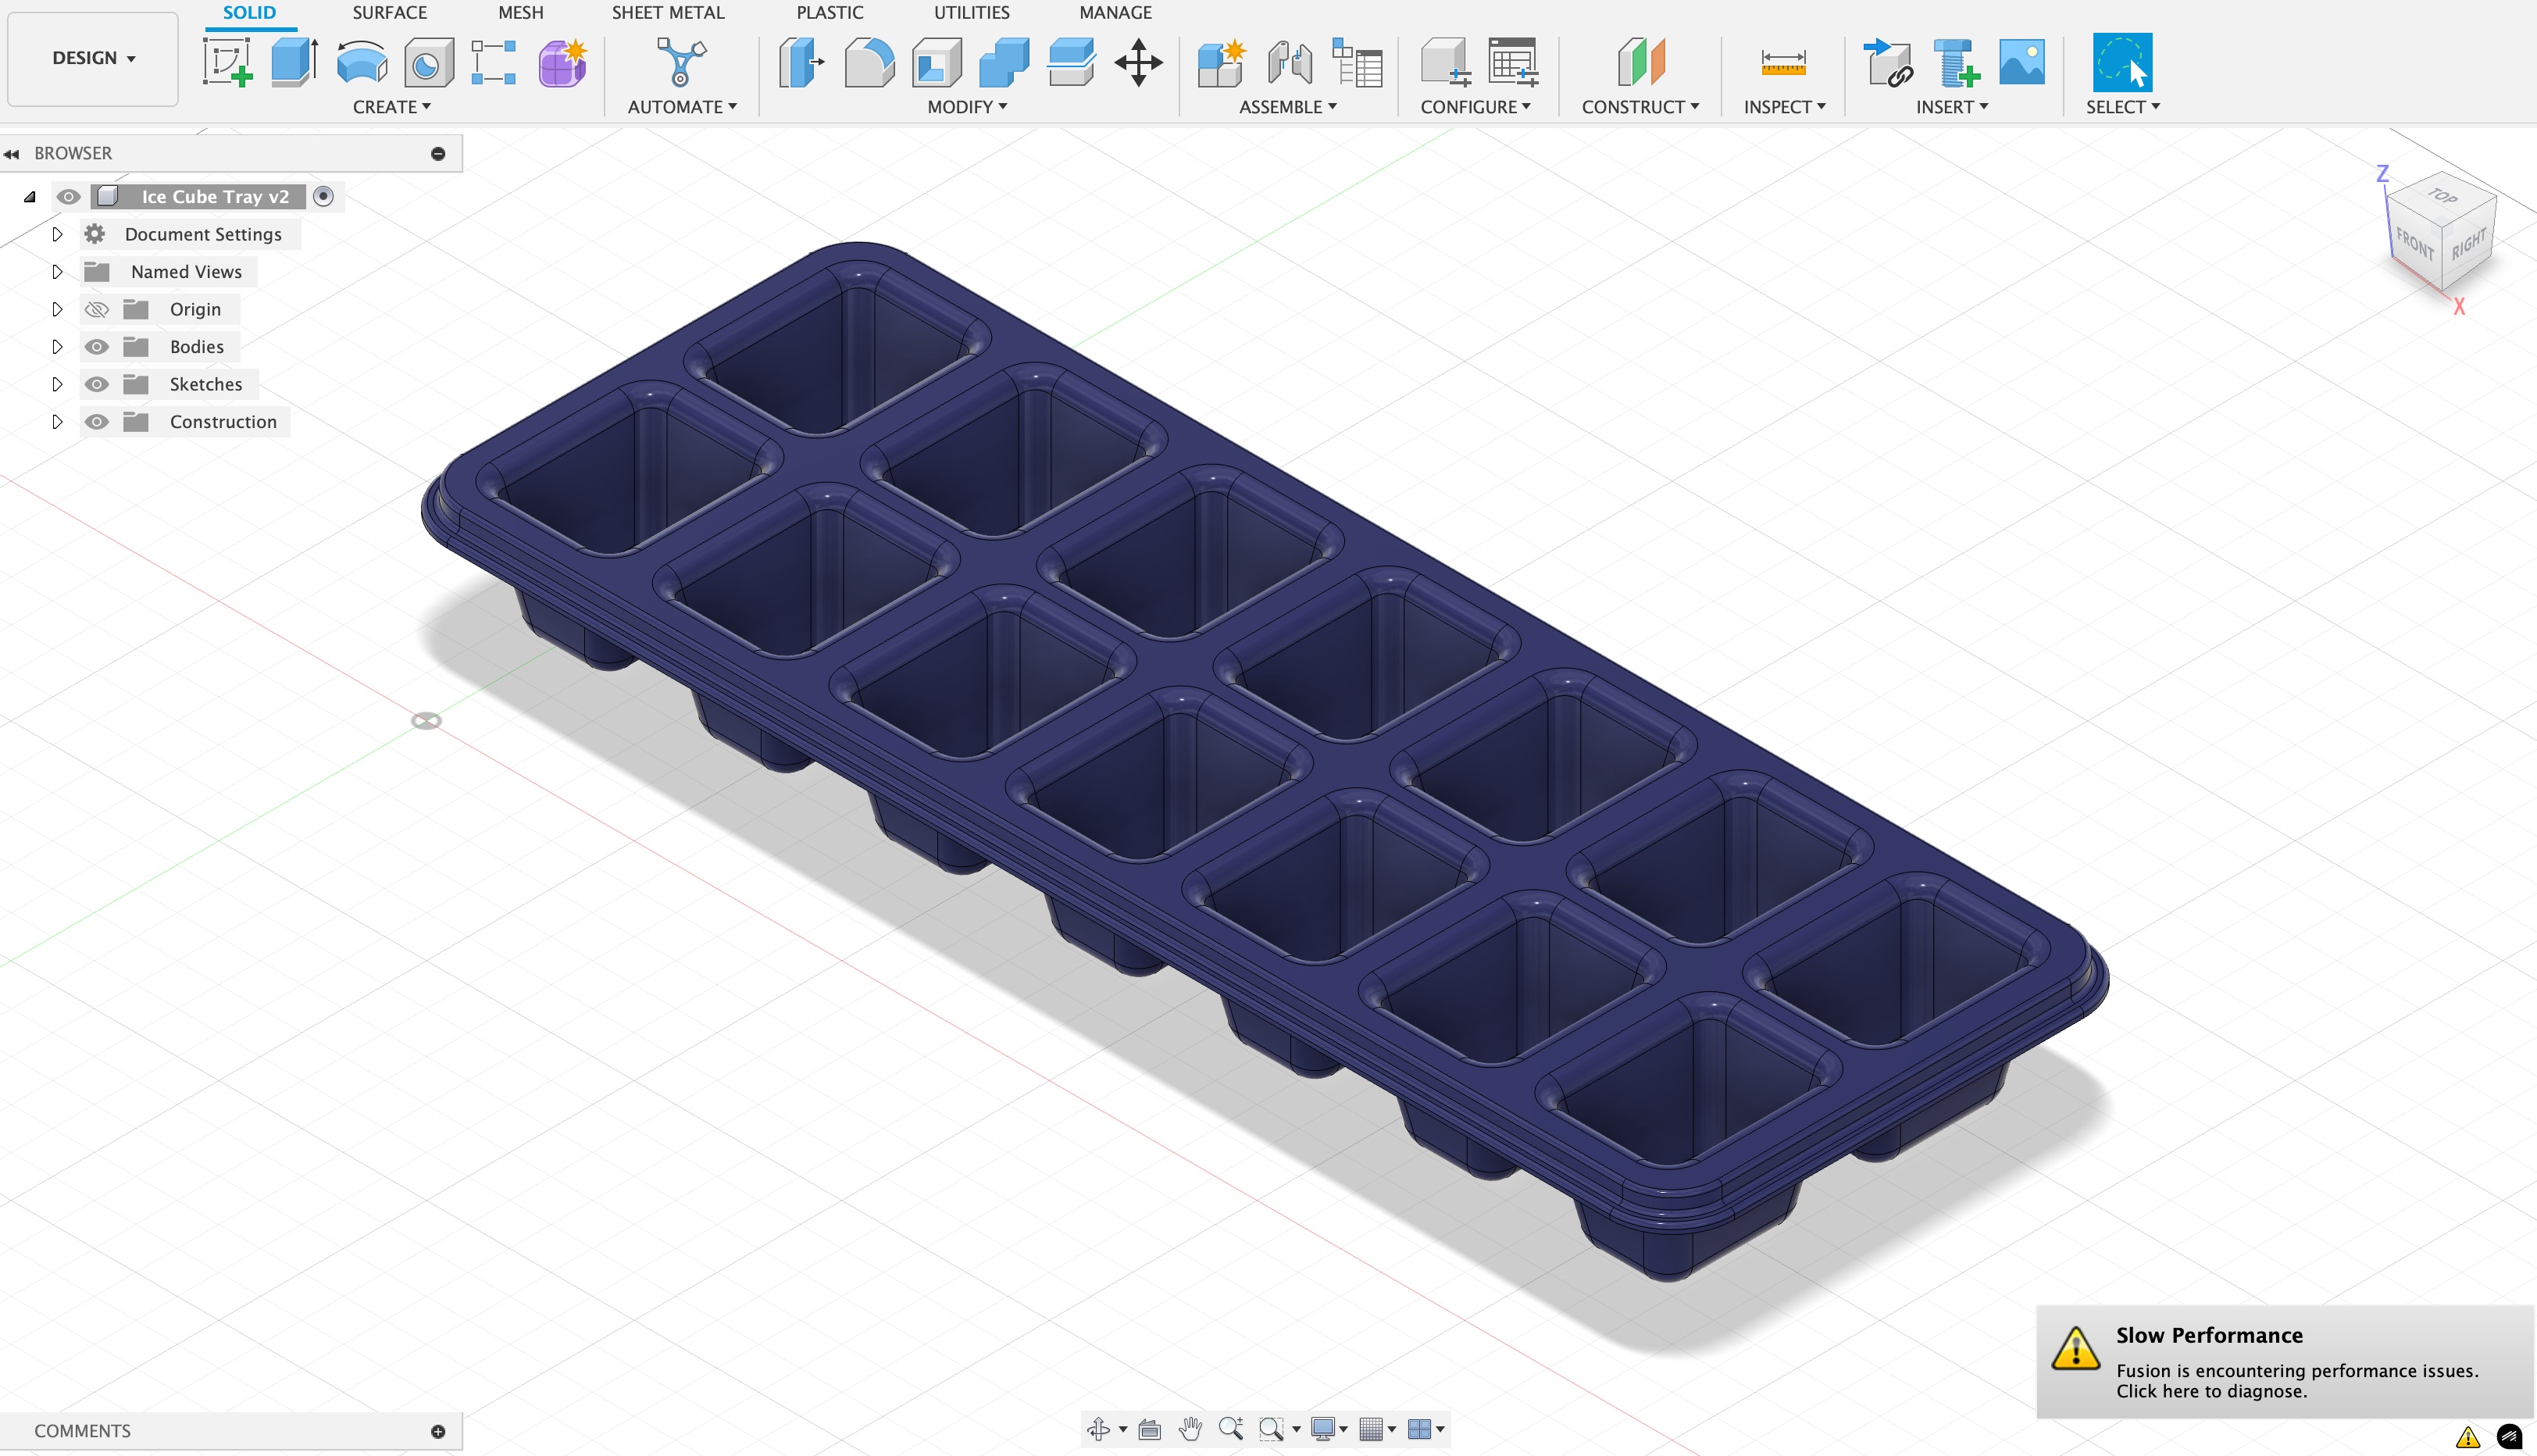 SOLID SURFACE MESH SHEET METAL PLASTIC UTILITIES MANAGE
DESIGN
CREATE AUTOMATE MODIFY ASSEMBLE CONFIGURE CONSTRUCT INSPECT INSERT SELECT
BROWSER
Ice Cube Tray v2
Document Settings
Named Views
Origin
Bodies
Sketches
Construction
Z
TOP
FRONT RIGHT
X
Slow Performance
Fusion is encountering performance issues.
Click here to diagnose.
COMMENTS